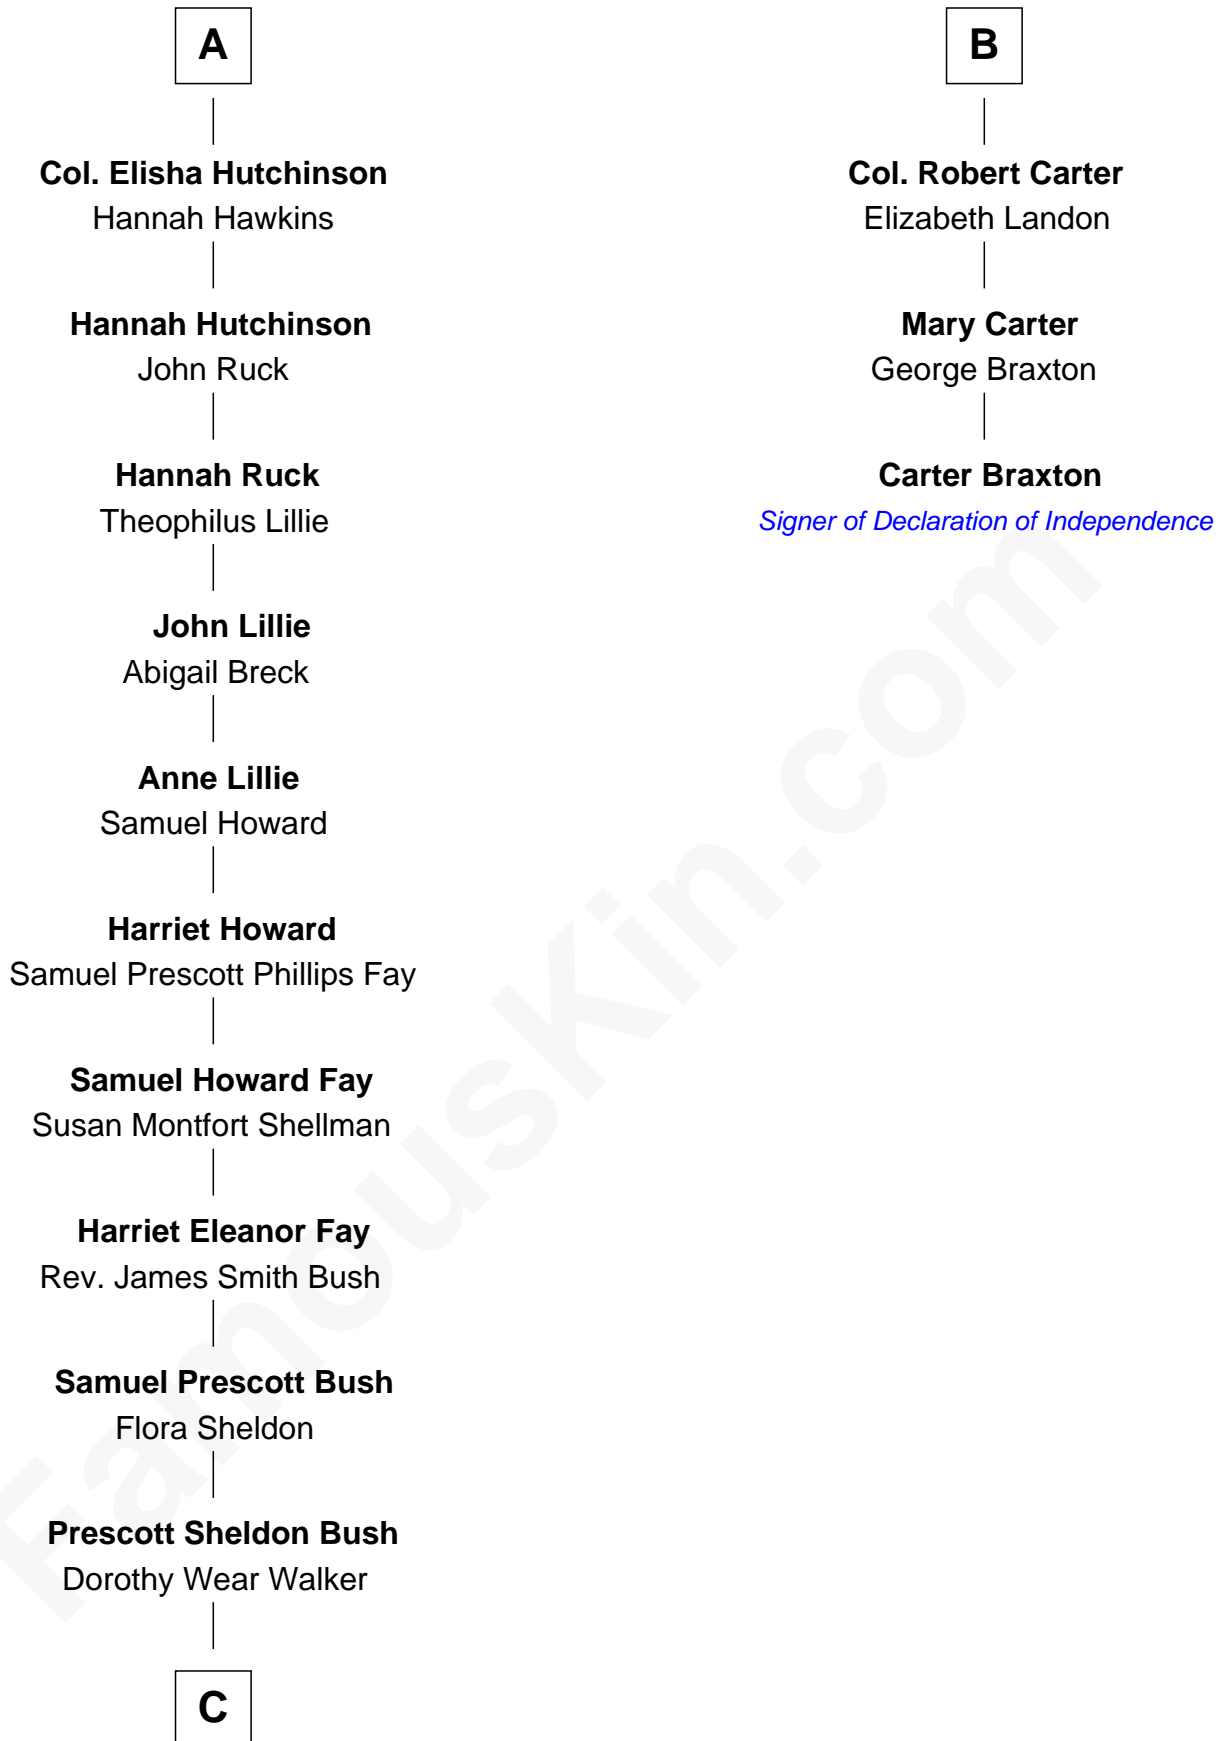 A
Col. Elisha Hutchinson
Hannah Hawkins
Hannah Hutchinson
John Ruck
Hannah Ruck
Theophilus Lillie
John Lillie
Abigail Breck
Anne Lillie
Samuel Howard
Harriet Howard
Samuel Prescott Phillips Fay
Samuel Howard Fay
Susan Montfort Shellman
Harriet Eleanor Fay
Rev. James Smith Bush
Samuel Prescott Bush
Flora Sheldon
Prescott Sheldon Bush
Dorothy Wear Walker
C
B
Col. Robert Carter
Elizabeth Landon
Mary Carter
George Braxton
Carter Braxton
Signer of Declaration of Independence
FamousKin.com